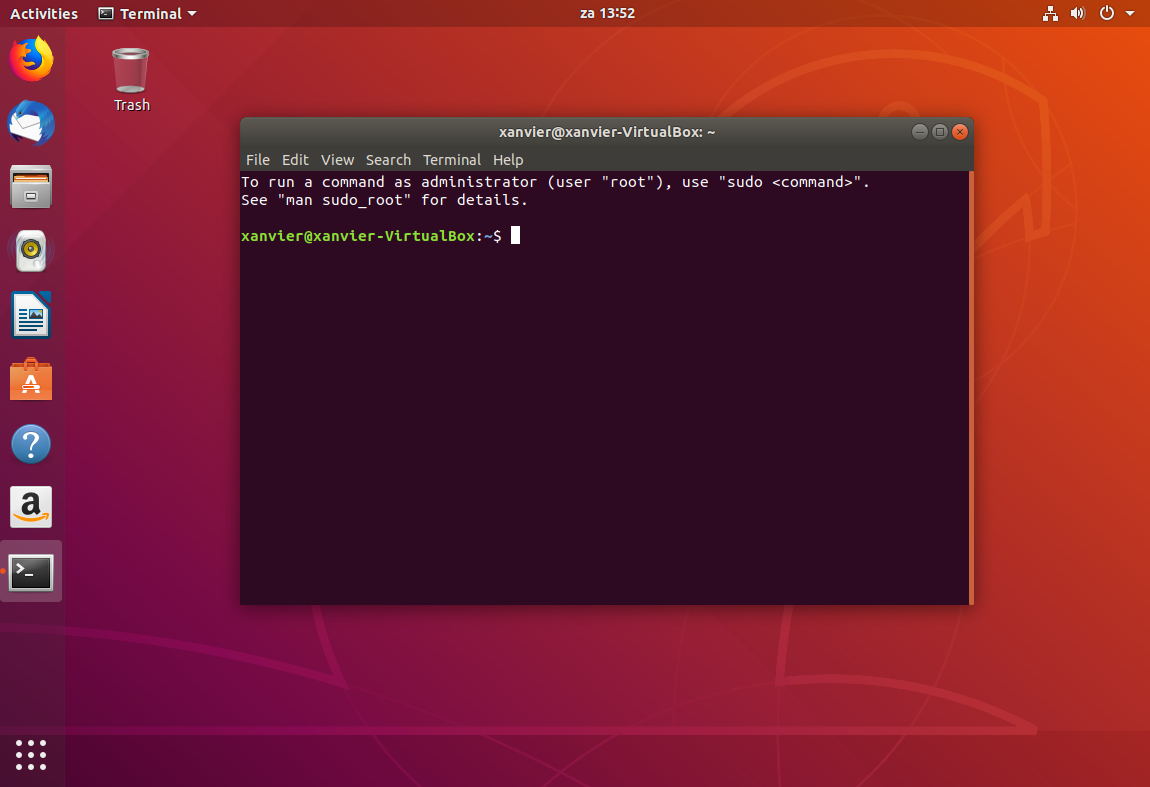 Activities Terminal za 13:52
Trash
xanvier@xanvier-VirtualBox: ~
File Edit View Search Terminal Help
To run a command as administrator (user "root"), use "sudo <command>".
See "man sudo_root" for details.
xanvier@xanvier-VirtualBox:~$